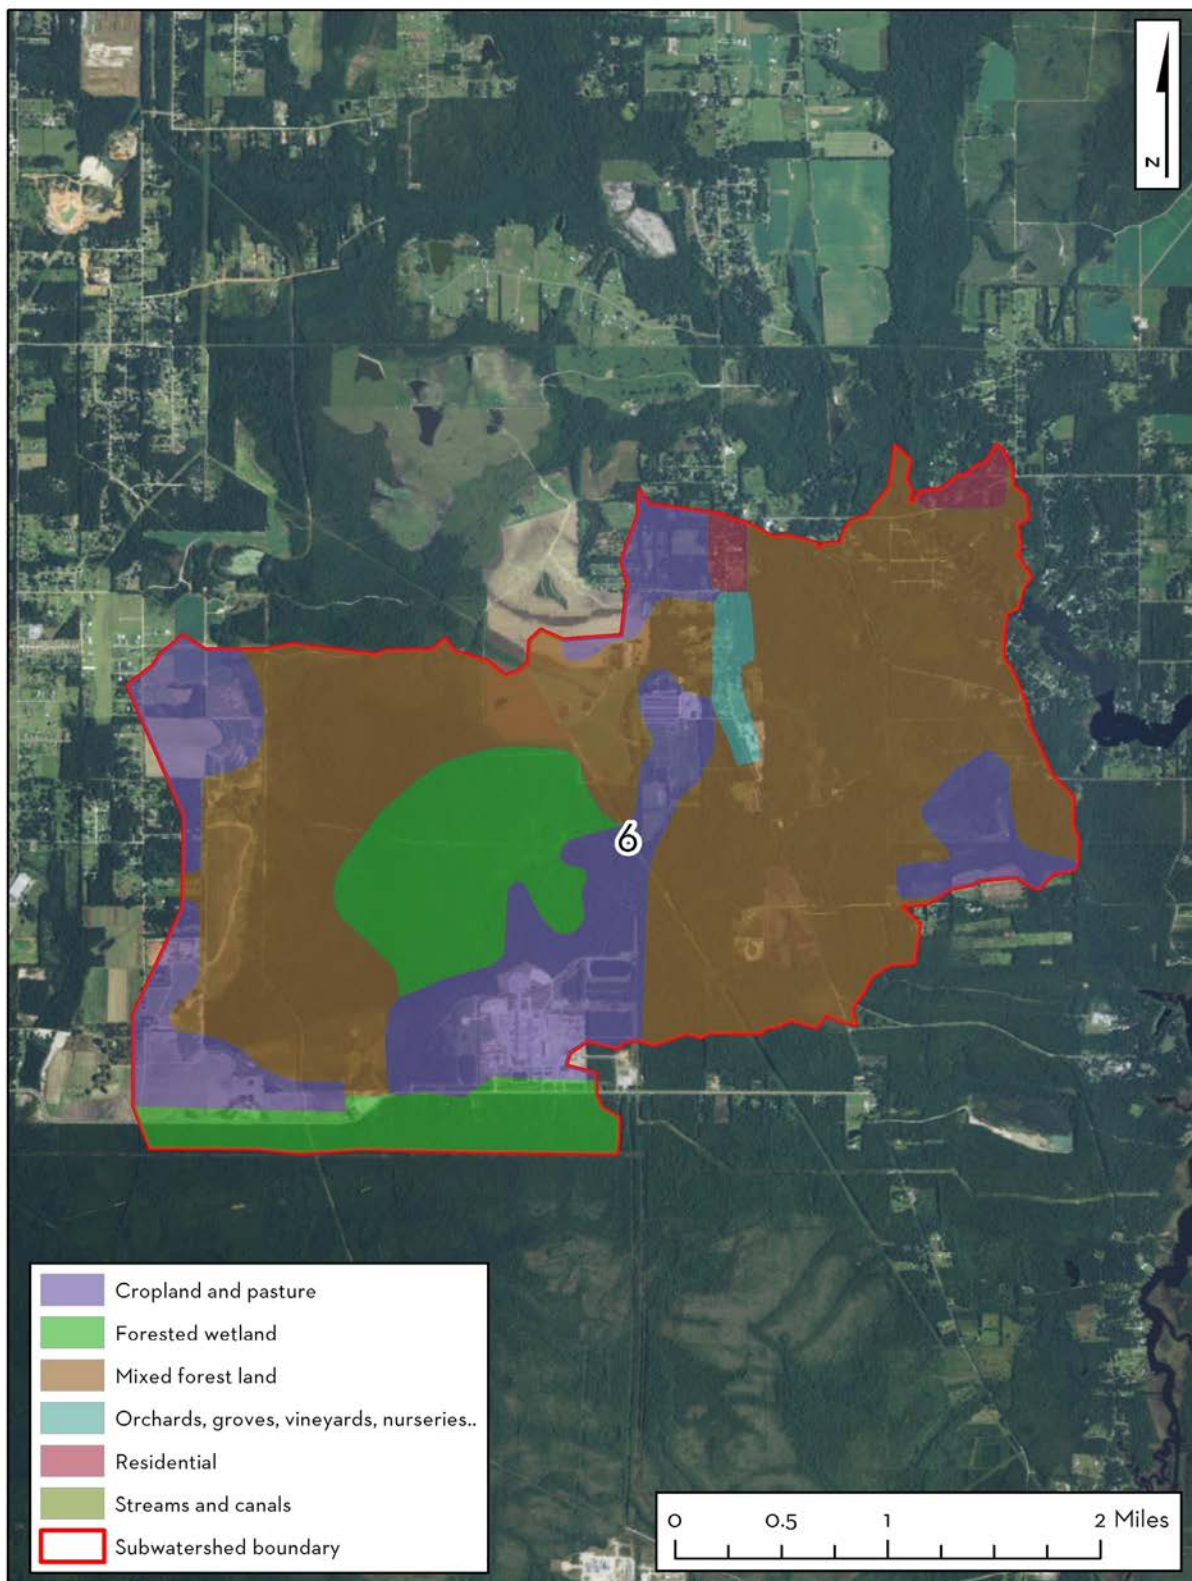 N
6
Cropland and pasture
Forested wetland
Mixed forest land
Orchards, groves, vineyards, nurseries..
Residential
Streams and canals
Subwatershed boundary
0 0.5 1 2 Miles